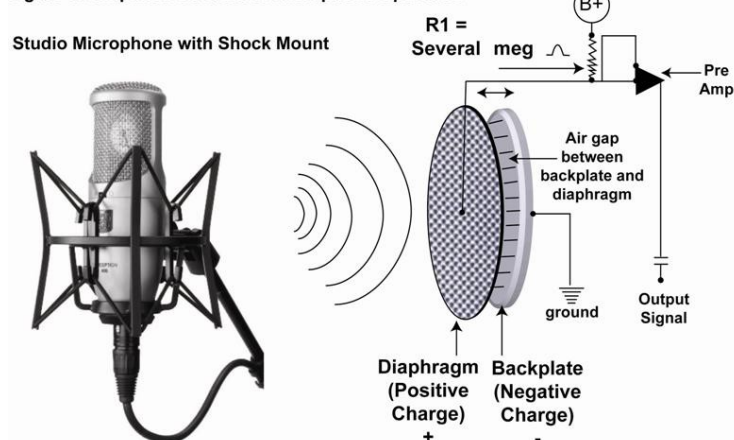 Studio Microphone with Shock Mount
B+
R1 =
Several meg
Pre
Amp
Air gap
between
backplate and
diaphragm
ground
Output
Signal
Diaphragm
(Positive
Charge)
+
Backplate
(Negative
Charge)
-